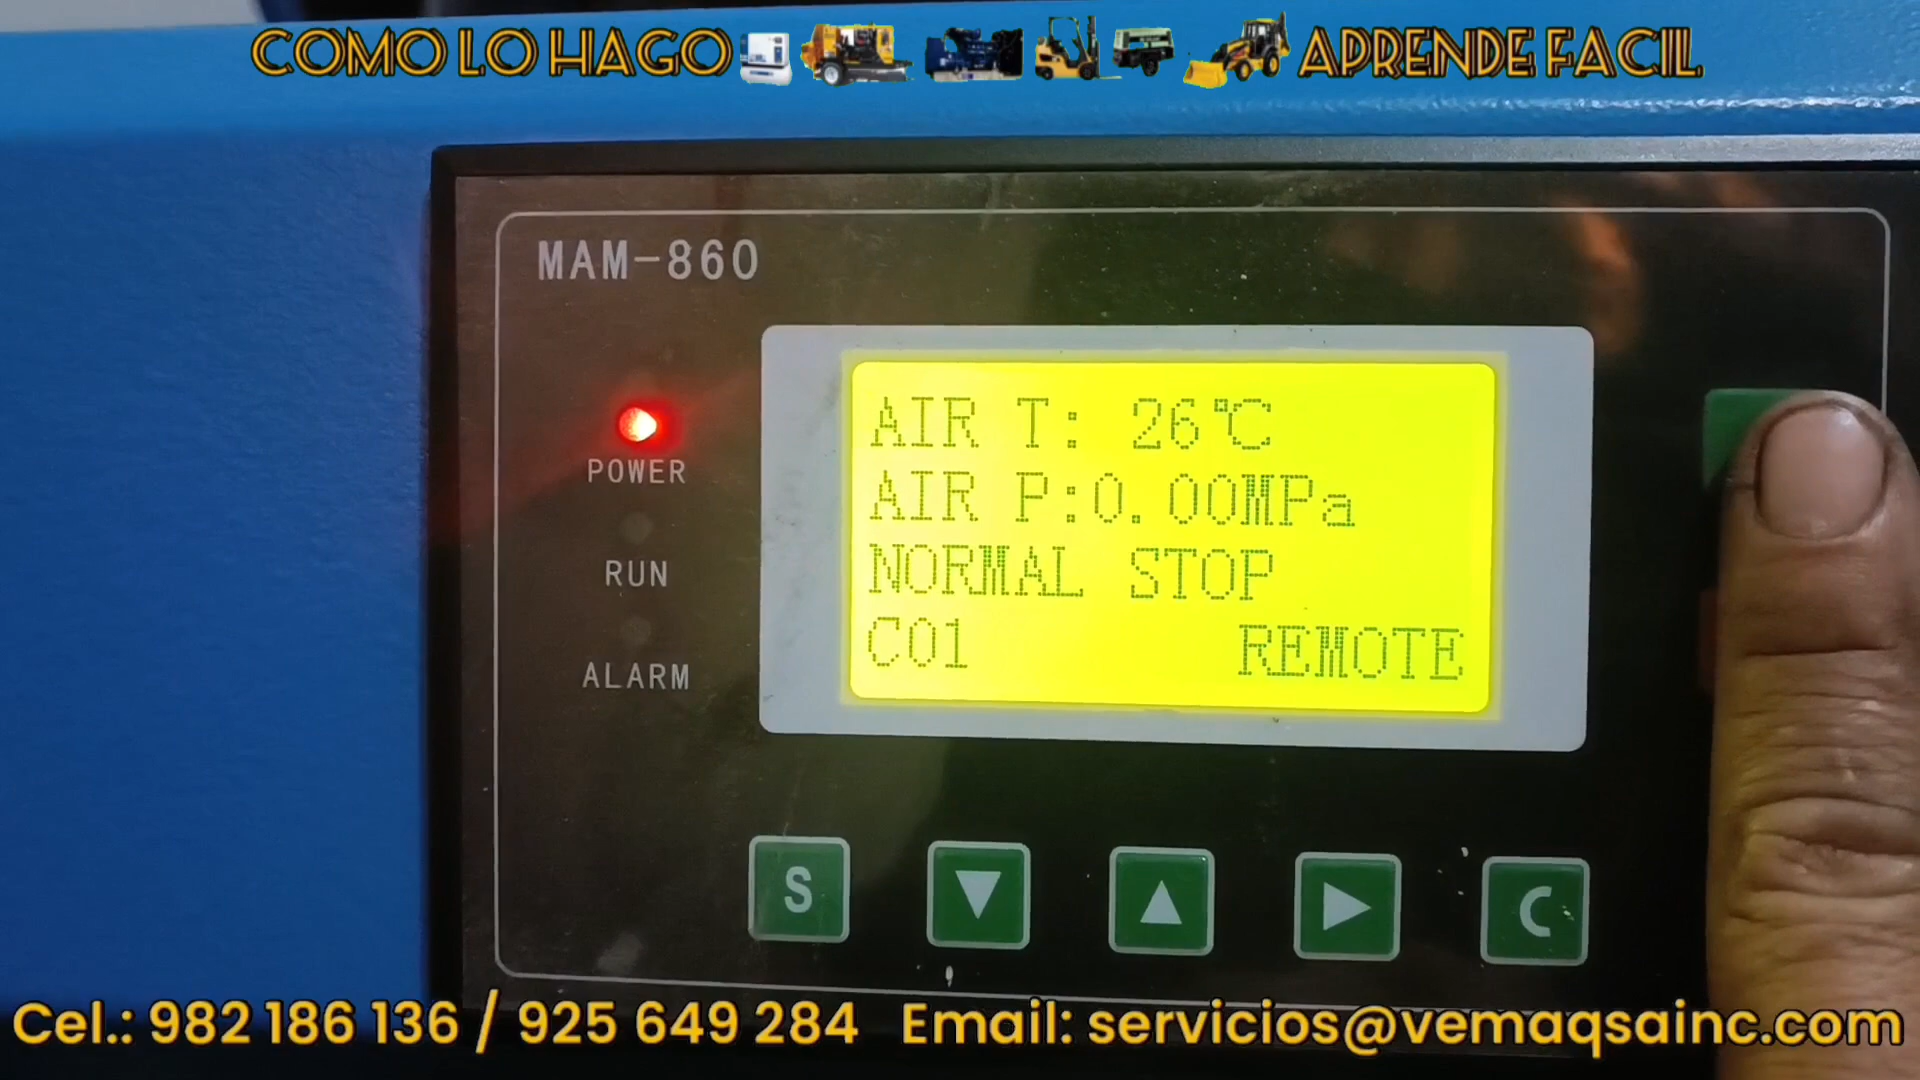 COMO LO HAGO APRENDE FACIL
MAM-860
POWER
RUN
ALARM
AIR T: 26℃
AIR P:0.00MPa
NORMAL STOP
C01 REMOTE
S
C
Cel.: 982 186 136 / 925 649 284 Email: servicios@vemaqsainc.com